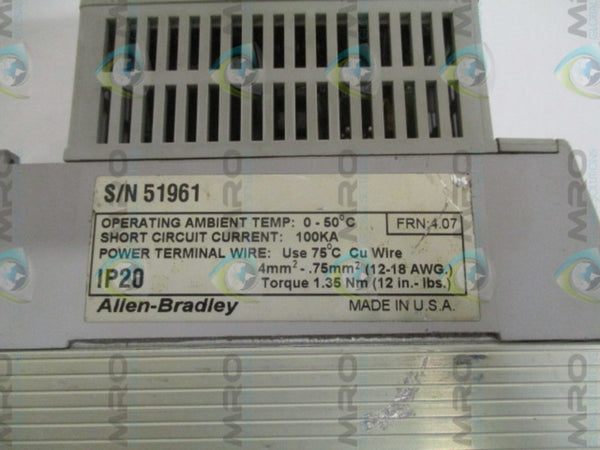 S/N 51961
OPERATING AMBIENT TEMP: 0 - 50°C FRN:4.07
SHORT CIRCUIT CURRENT: 100KA
POWER TERMINAL WIRE: Use 75°C Cu Wire
IP20 4mm² - .75mm² (12-18 AWG.)
Torque 1.35 Nm (12 in.- lbs.)
Allen-Bradley MADE IN U.S.A.
MRO